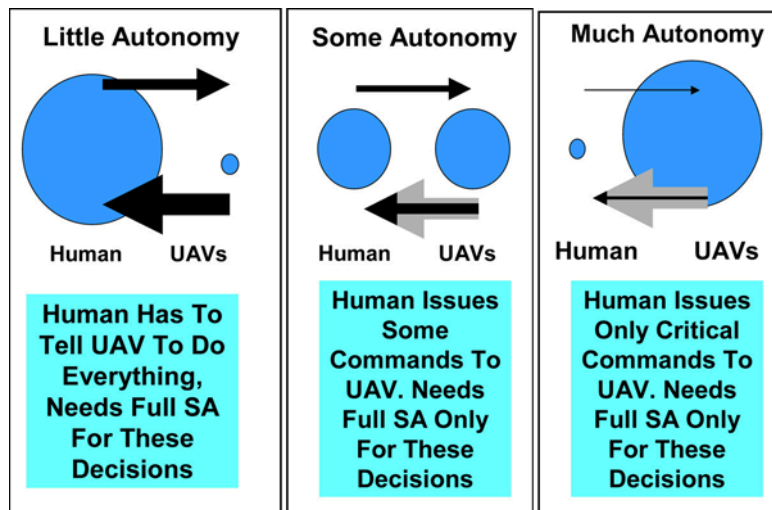 Little Autonomy
Human UAVs
Human Has To
Tell UAV To Do
Everything,
Needs Full SA
For These
Decisions
Some Autonomy
Human UAVs
Human Issues
Some
Commands To
UAV. Needs
Full SA Only
For These
Decisions
Much Autonomy
Human UAVs
Human Issues
Only Critical
Commands To
UAV. Needs
Full SA Only
For These
Decisions